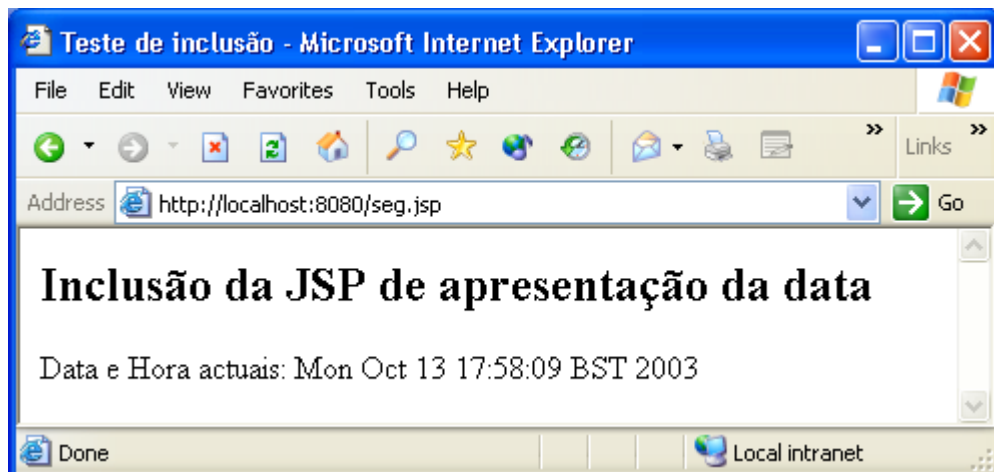 Teste de inclusão - Microsoft Internet Explorer
File Edit View Favorites Tools Help
» Links »
Address http://localhost:8080/seg.jsp Go
Inclusão da JSP de apresentação da data
Data e Hora actuais: Mon Oct 13 17:58:09 BST 2003
Done Local intranet